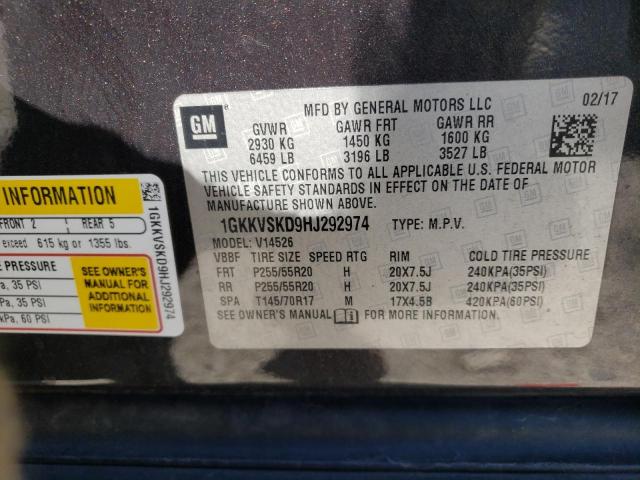 GM
MFD BY GENERAL MOTORS LLC 02/17
GVWR GAWR FRT GAWR RR
2930 KG 1450 KG 1600 KG
6459 LB 3196 LB 3527 LB
THIS VEHICLE CONFORMS TO ALL APPLICABLE U.S. FEDERAL MOTOR
VEHICLE SAFETY STANDARDS IN EFFECT ON THE DATE OF
MANUFACTURE SHOWN ABOVE.
1GKKVSKD9HJ292974 TYPE: M.P.V.
MODEL: V14526
VBBF TIRE SIZE SPEED RTG RIM COLD TIRE PRESSURE
FRT P255/55R20 H 20X7.5J 240KPA(35PSI)
RR P255/55R20 H 20X7.5J 240KPA(35PSI)
SPA T145/70R17 M 17X4.5B 420KPA(60PSI)
SEE OWNER'S MANUAL FOR MORE INFORMATION.
INFORMATION
FRONT 2 REAR 5
exceed 615 kg or 1355 lbs.
PRESSURE
35 PSI
35 PSI
kPa, 60 PSI
SEE OWNER'S
MANUAL FOR
ADDITIONAL
INFORMATION
1GKKVSKD9HJ292974